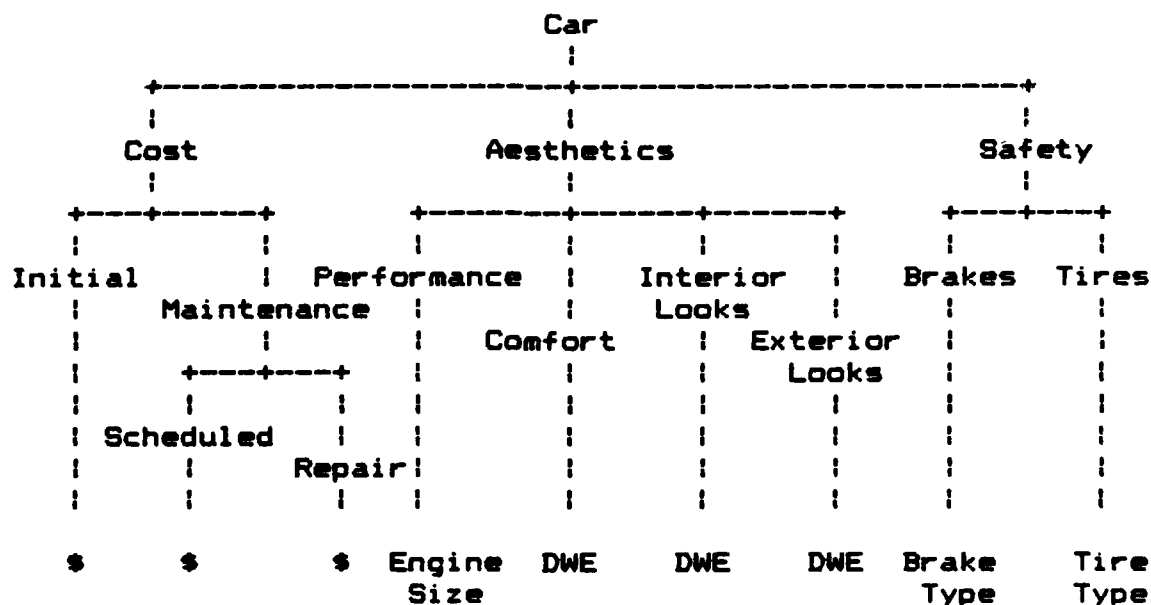 Car
Cost Aesthetics Safety
Initial Performance Interior Brakes Tires
Maintenance Looks
Comfort Exterior
Looks
Scheduled
Repair
$ $ $ Engine DWE DWE DWE Brake Tire
Size Type Type